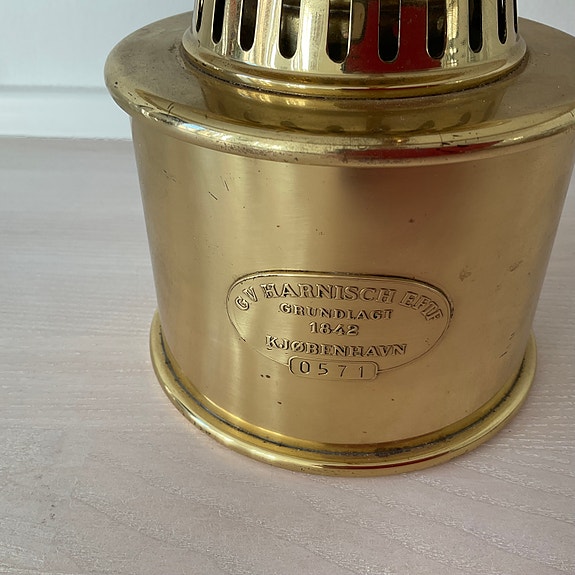 G V HARNISCH EFTF
GRUNDLAGT
1842
KJØBENHAVN
0571